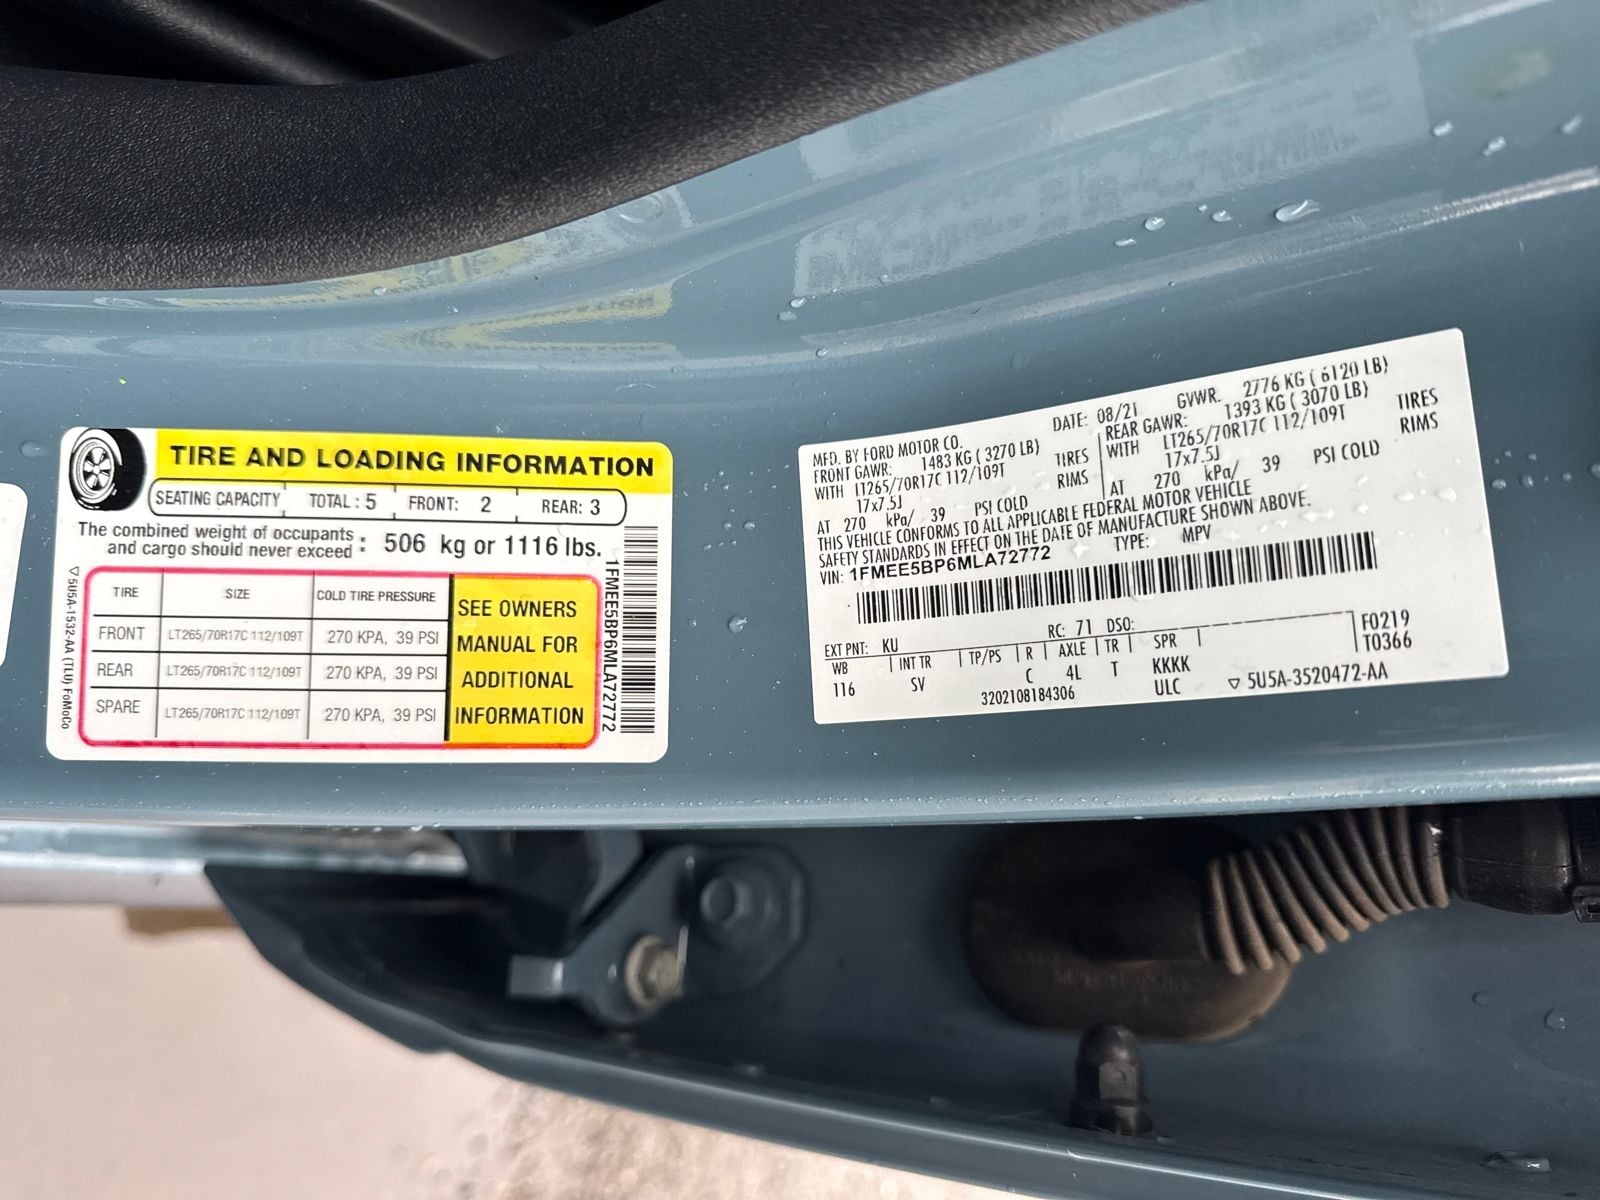 TIRE AND LOADING INFORMATION
SEATING CAPACITY TOTAL: 5 FRONT: 2 REAR: 3
The combined weight of occupants
and cargo should never exceed : 506 kg or 1116 lbs.
TIRE SIZE COLD TIRE PRESSURE
FRONT LT265/70R17C 112/109T 270 KPA, 39 PSI
REAR LT265/70R17C 112/109T 270 KPA, 39 PSI
SPARE LT265/70R17C 112/109T 270 KPA, 39 PSI
SEE OWNERS
MANUAL FOR
ADDITIONAL
INFORMATION
5U5A-1532-AA (TLU) FoMoCo
1FMEE5BP6MLA72772
MFD. BY FORD MOTOR CO. DATE: 08/21 GVWR. 2776 KG ( 6120 LB)
FRONT GAWR: 1483 KG ( 3270 LB) REAR GAWR: 1393 KG ( 3070 LB)
WITH LT265/70R17C 112/109T TIRES WITH LT265/70R17C 112/109T TIRES
17x7.5J RIMS 17x7.5J RIMS
AT 270 kPa/ 39 PSI COLD AT 270 kPa/ 39 PSI COLD
THIS VEHICLE CONFORMS TO ALL APPLICABLE FEDERAL MOTOR VEHICLE
SAFETY STANDARDS IN EFFECT ON THE DATE OF MANUFACTURE SHOWN ABOVE.
VIN: 1FMEE5BP6MLA72772 TYPE: MPV
EXT PNT: KU RC: 71 DSO: F0219
WB INT TR TP/PS R AXLE TR SPR T0366
116 SV C 4L T KKKK
3202108184306 ULC 5U5A-3520472-AA